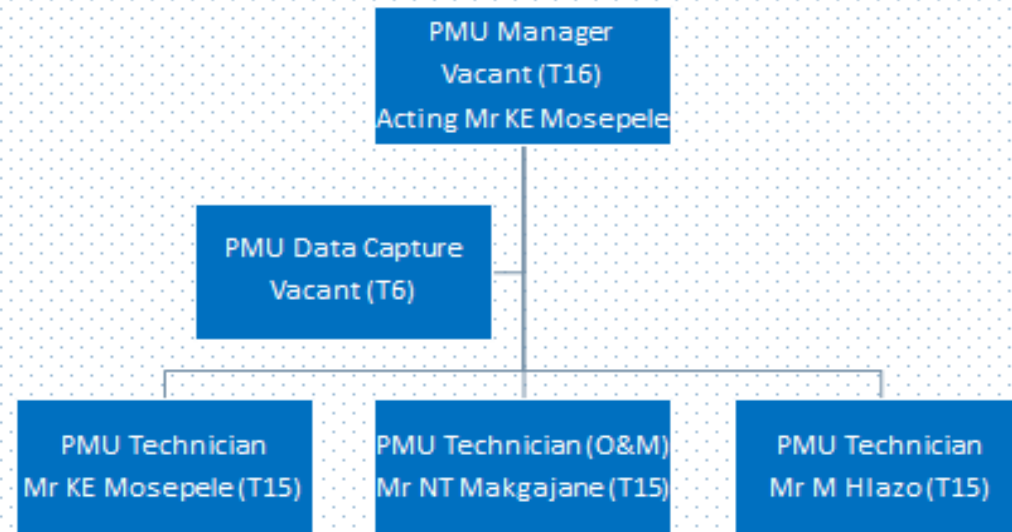 PMU Manager
Vacant (T16)
Acting Mr KE Mosepele
PMU Data Capture
Vacant (T6)
PMU Technician
Mr KE Mosepele (T15)
PMU Technician (O&M)
Mr NT Makgajane (T15)
PMU Technician
Mr M Hlazo (T15)